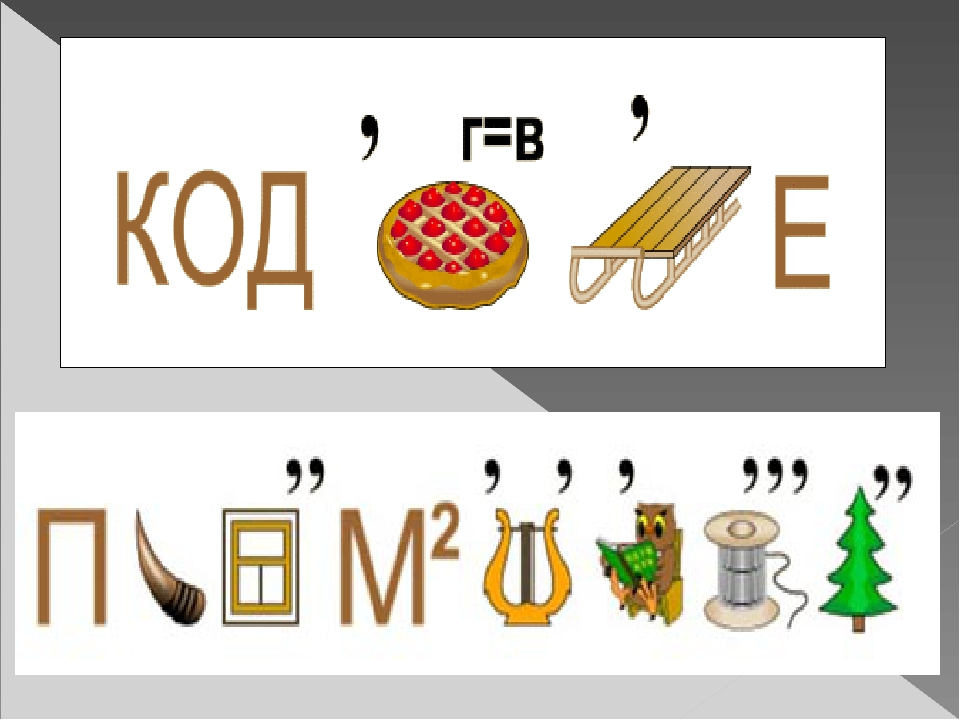 , г=в ,
КОД Е
,, , , , ,,, ,,
П М²